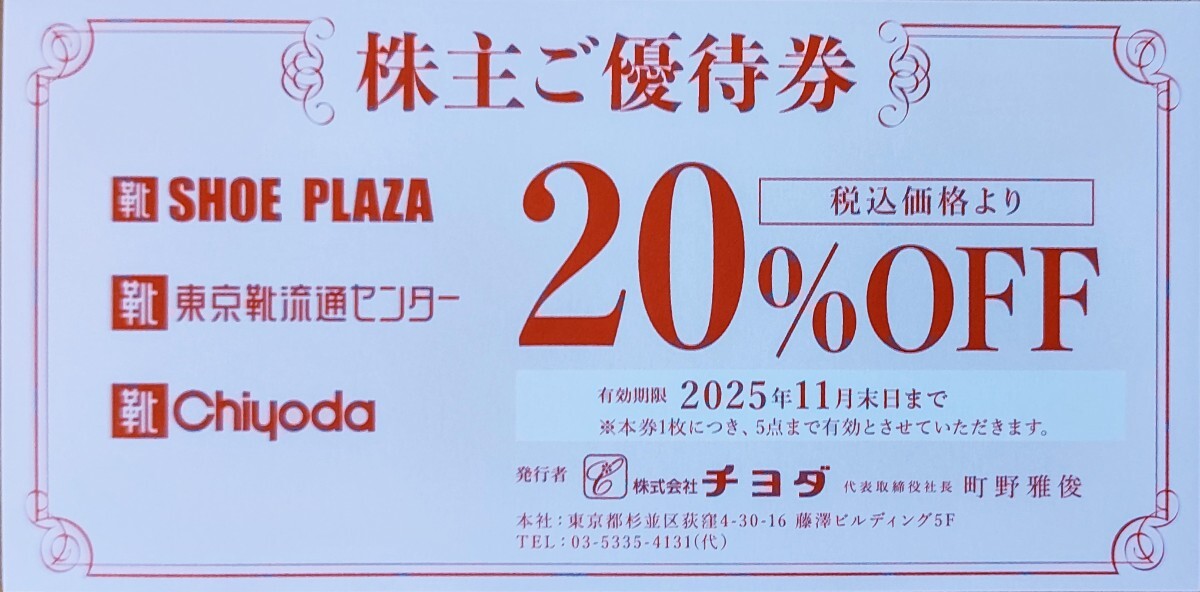 株主ご優待券
靴 SHOE PLAZA
靴 東京靴流通センター
靴 Chiyoda
税込価格より
20%OFF
有効期限 2025年11月末日まで
※本券1枚につき、5点まで有効とさせていただきます。
発行者 株式会社チヨダ 代表取締役社長 町野雅俊
本社：東京都杉並区荻窪4-30-16 藤澤ビルディング5F
TEL：03-5335-4131(代)